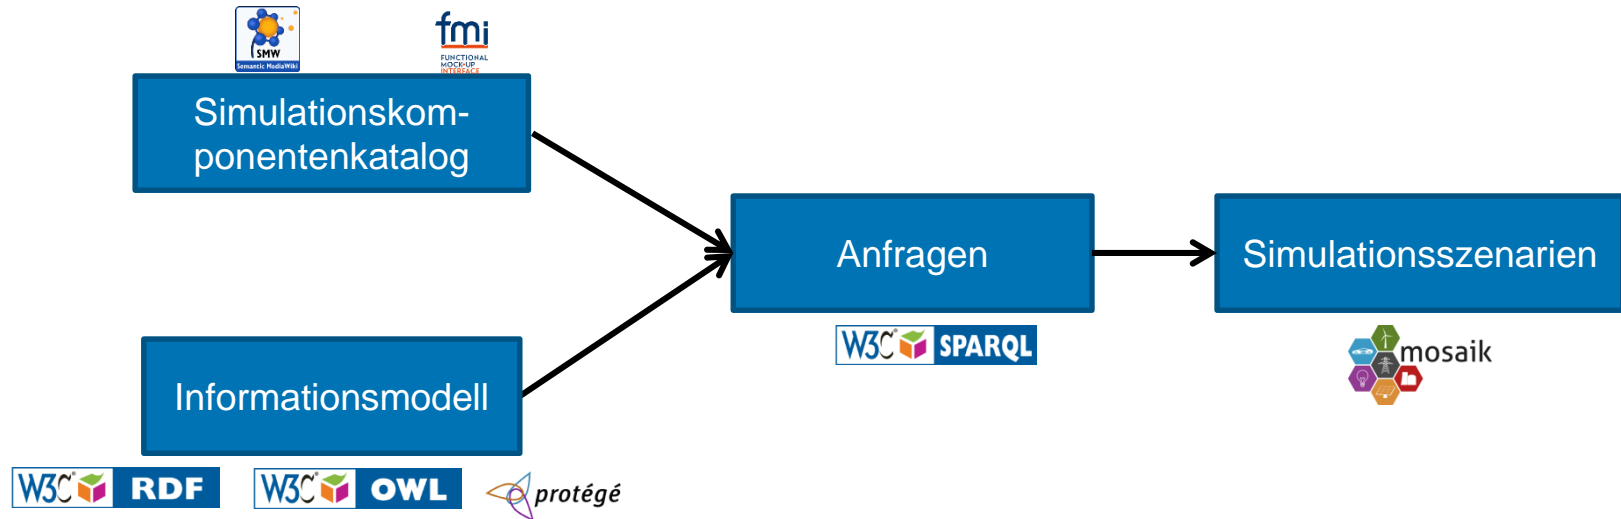 SMW
Semantic MediaWiki
fmi
FUNCTIONAL
MOCK-UP
INTERFACE
Simulationskom-
ponentenkatalog
Anfragen
Simulationsszenarien
W3C® SPARQL
mosaik
Informationsmodell
W3C® RDF
W3C® OWL
protégé